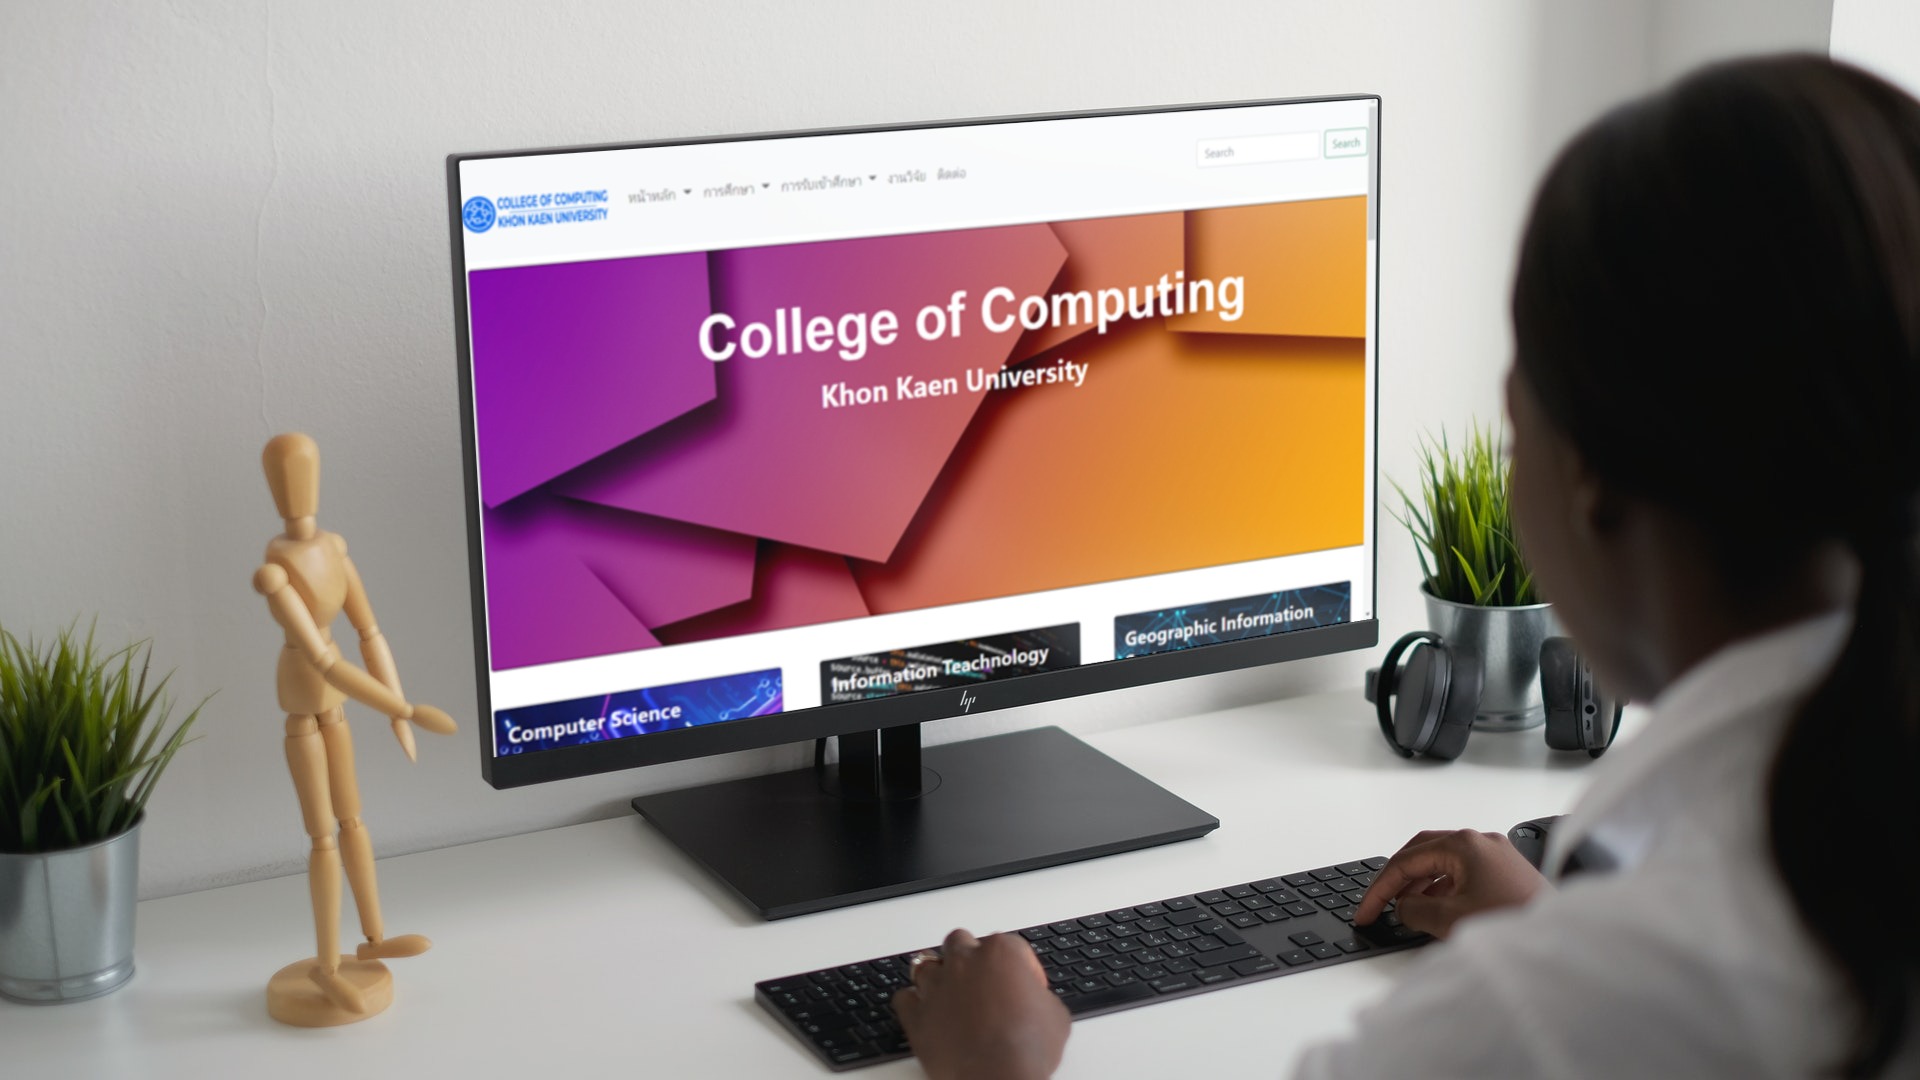 COLLEGE OF COMPUTING
KHON KAEN UNIVERSITY
หน้าหลัก การศึกษา การรับเข้าศึกษา งานวิจัย ติดต่อ
Search Search
College of Computing
Khon Kaen University
Computer Science
Information Teachnology
Geographic Information
hp